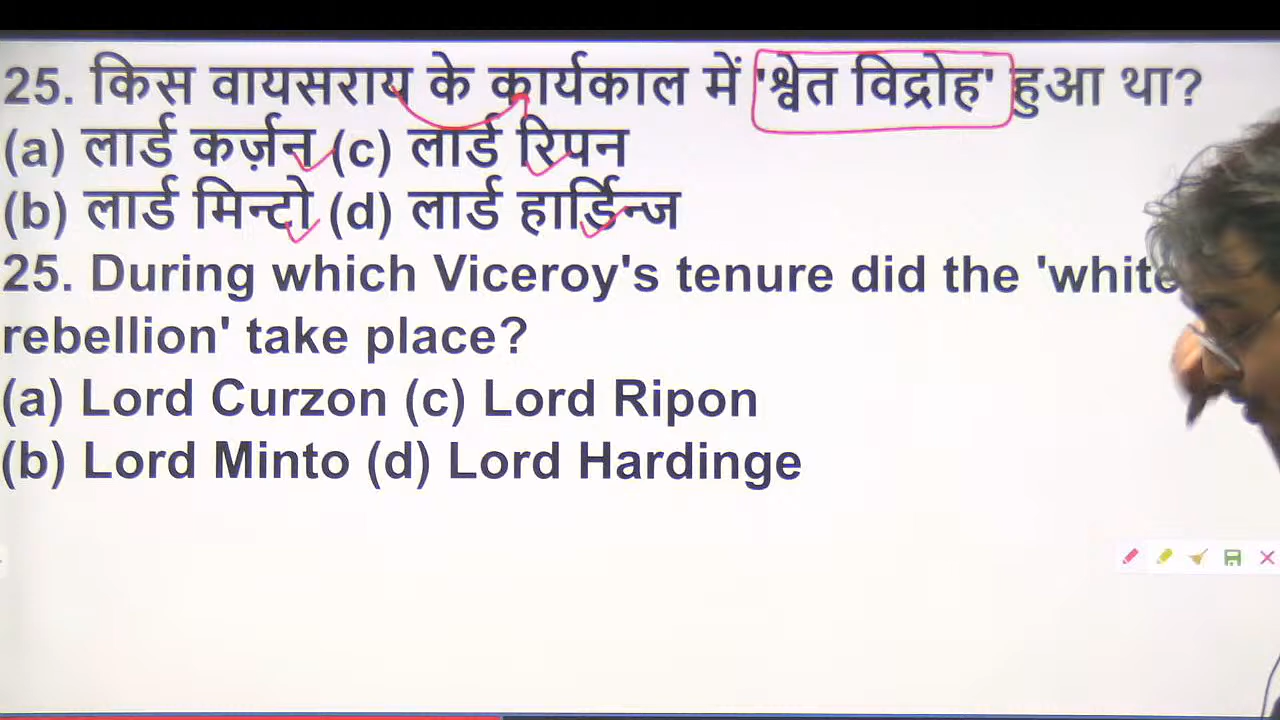 25. किस वायसराय के कार्यकाल में 'श्वेत विद्रोह' हुआ था?
(a) लार्ड कर्ज़न (c) लार्ड रिपन
(b) लार्ड मिन्टो (d) लार्ड हार्डिन्ज
25. During which Viceroy's tenure did the 'white
rebellion' take place?
(a) Lord Curzon (c) Lord Ripon
(b) Lord Minto (d) Lord Hardinge